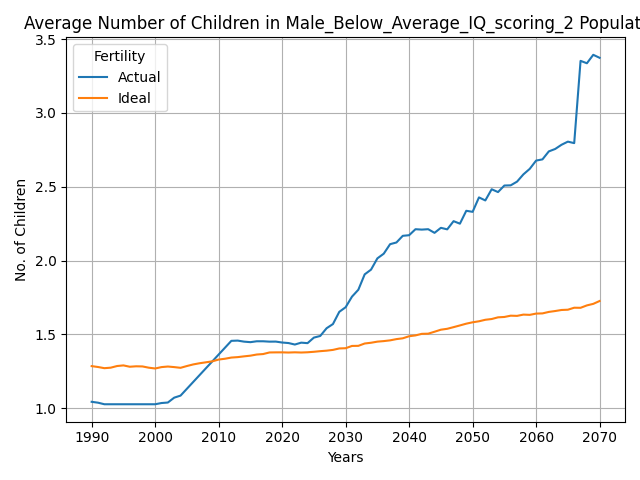 Average Number of Children in Male_Below_Average_IQ_scoring_2 Populat
3.5
3.0
2.5
2.0
1.5
1.0
No. of Children
Fertility
Actual
Ideal
1990 2000 2010 2020 2030 2040 2050 2060 2070
Years